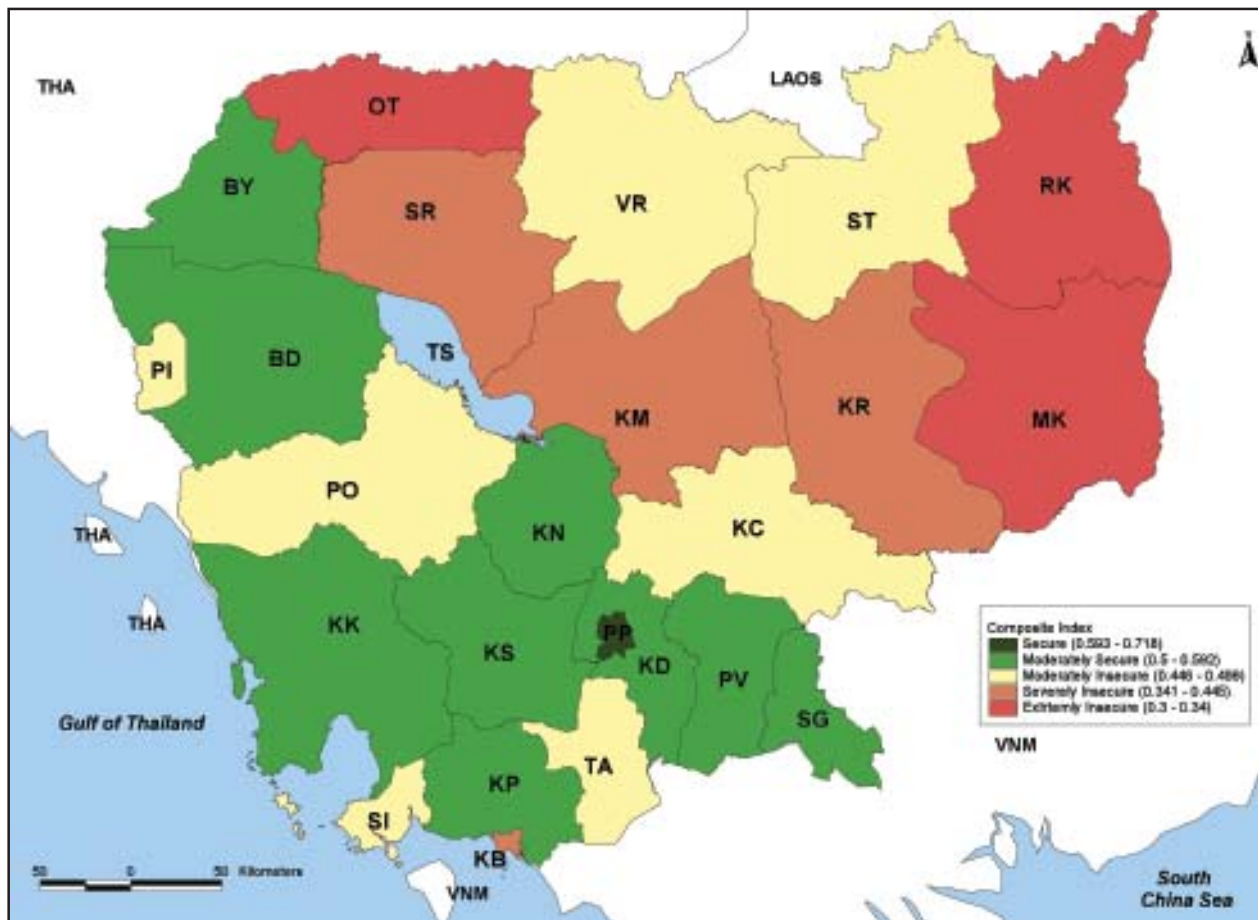 THA
LAOS
OT
BY
SR
VR
ST
RK
PI
BD
TS
KM
KR
MK
PO
THA
KN
KC
THA
KK
KS
PP
KD
PV
SG
Composite Index
Secure (0.593 - 0.718)
Moderately Secure (0.5 - 0.592)
Moderately Insecure (0.446 - 0.499)
Severely Insecure (0.341 - 0.445)
Extremly Insecure (0.3 - 0.34)
Gulf of Thailand
VNM
TA
KP
SI
KB
VNM
50 0 50 Kilometers
South
China Sea